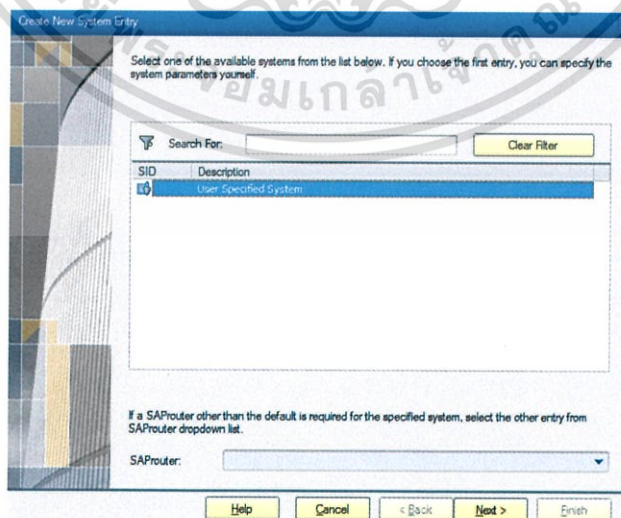 Create New System Entry
Select one of the available systems from the list below. If you choose the first entry, you can specify the
system parameters yourself.
Search For:
Clear Filter
SID Description
User Specified System
If a SAProuter other than the default is required for the specified system, select the other entry from
SAProuter dropdown list.
SAProuter:
Help Cancel < Back Next > Finish